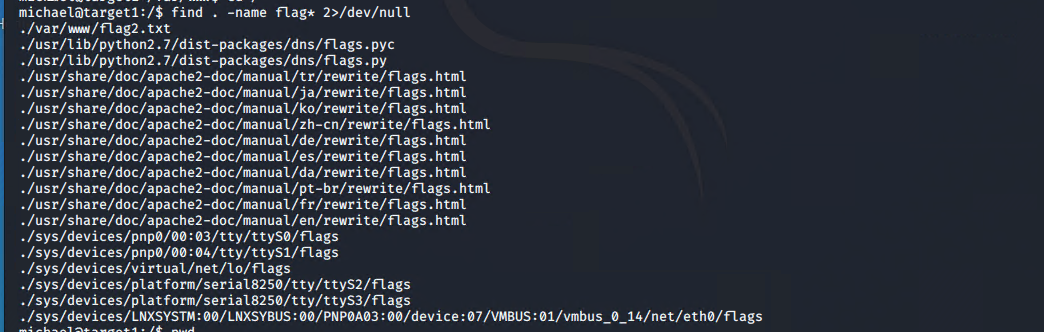 michael@target1:/$ find . -name flag* 2>/dev/null
./var/www/flag2.txt
./usr/lib/python2.7/dist-packages/dns/flags.pyc
./usr/lib/python2.7/dist-packages/dns/flags.py
./usr/share/doc/apache2-doc/manual/tr/rewrite/flags.html
./usr/share/doc/apache2-doc/manual/ja/rewrite/flags.html
./usr/share/doc/apache2-doc/manual/ko/rewrite/flags.html
./usr/share/doc/apache2-doc/manual/zh-cn/rewrite/flags.html
./usr/share/doc/apache2-doc/manual/de/rewrite/flags.html
./usr/share/doc/apache2-doc/manual/es/rewrite/flags.html
./usr/share/doc/apache2-doc/manual/da/rewrite/flags.html
./usr/share/doc/apache2-doc/manual/pt-br/rewrite/flags.html
./usr/share/doc/apache2-doc/manual/fr/rewrite/flags.html
./usr/share/doc/apache2-doc/manual/en/rewrite/flags.html
./sys/devices/pnp0/00:03/tty/ttyS0/flags
./sys/devices/pnp0/00:04/tty/ttyS1/flags
./sys/devices/virtual/net/lo/flags
./sys/devices/platform/serial8250/tty/ttyS2/flags
./sys/devices/platform/serial8250/tty/ttyS3/flags
./sys/devices/LNXSYSTM:00/LNXSYBUS:00/PNP0A03:00/device:07/VMBUS:01/vmbus_0_14/net/eth0/flags
michael@target1:/$ pwd